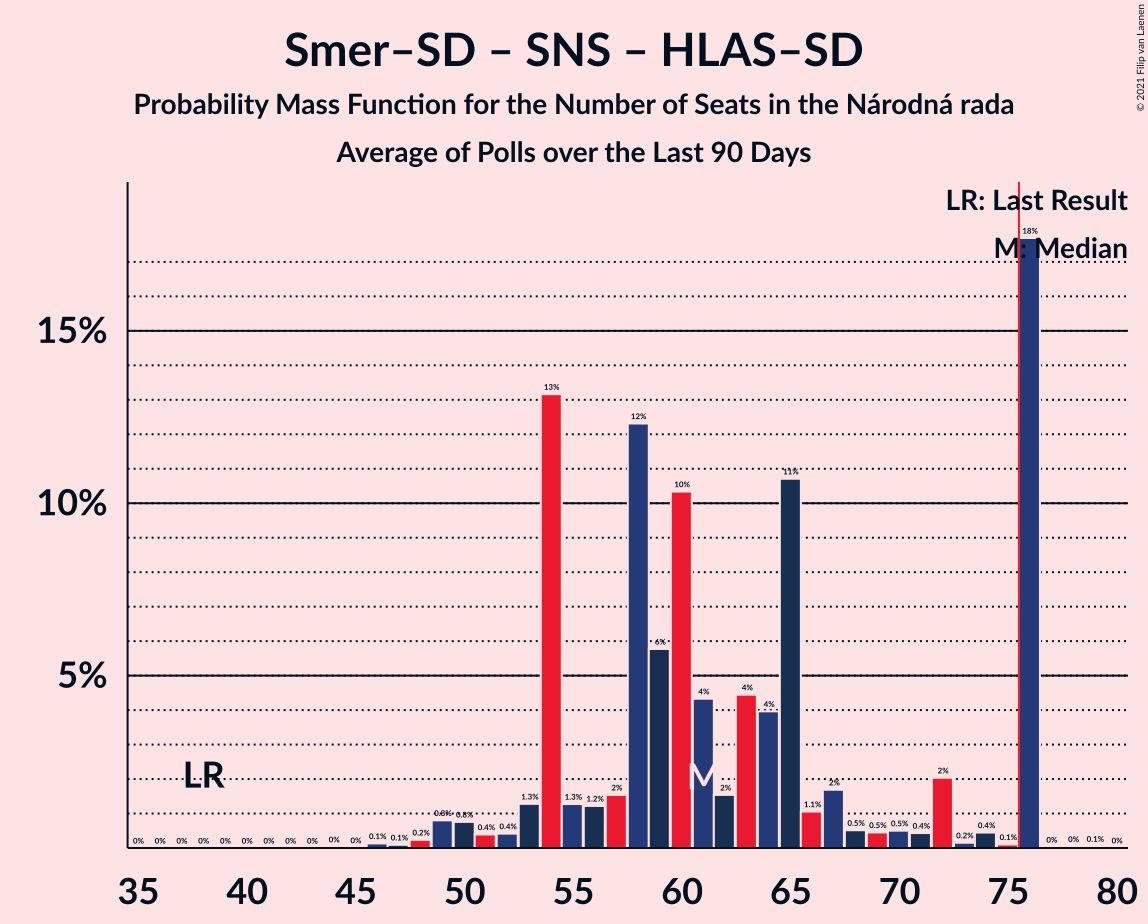 Smer–SD – SNS – HLAS–SD
Probability Mass Function for the Number of Seats in the Národná rada
Average of Polls over the Last 90 Days
© 2021 Filip van Laenen
LR: Last Result
M: Median
15%
10%
5%
LR
M
0% 0% 0% 0% 0% 0% 0% 0% 0% 0% 0% 0.1% 0.1% 0.2% 0.8% 0.8% 0.4% 0.4% 1.3% 13% 1.3% 1.2% 2% 12% 6% 10% 4% 2% 4% 4% 11% 1.1% 2% 0.5% 0.5% 0.5% 0.4% 2% 0.2% 0.4% 0.1% 18% 0% 0% 0.1% 0%
35 40 45 50 55 60 65 70 75 80